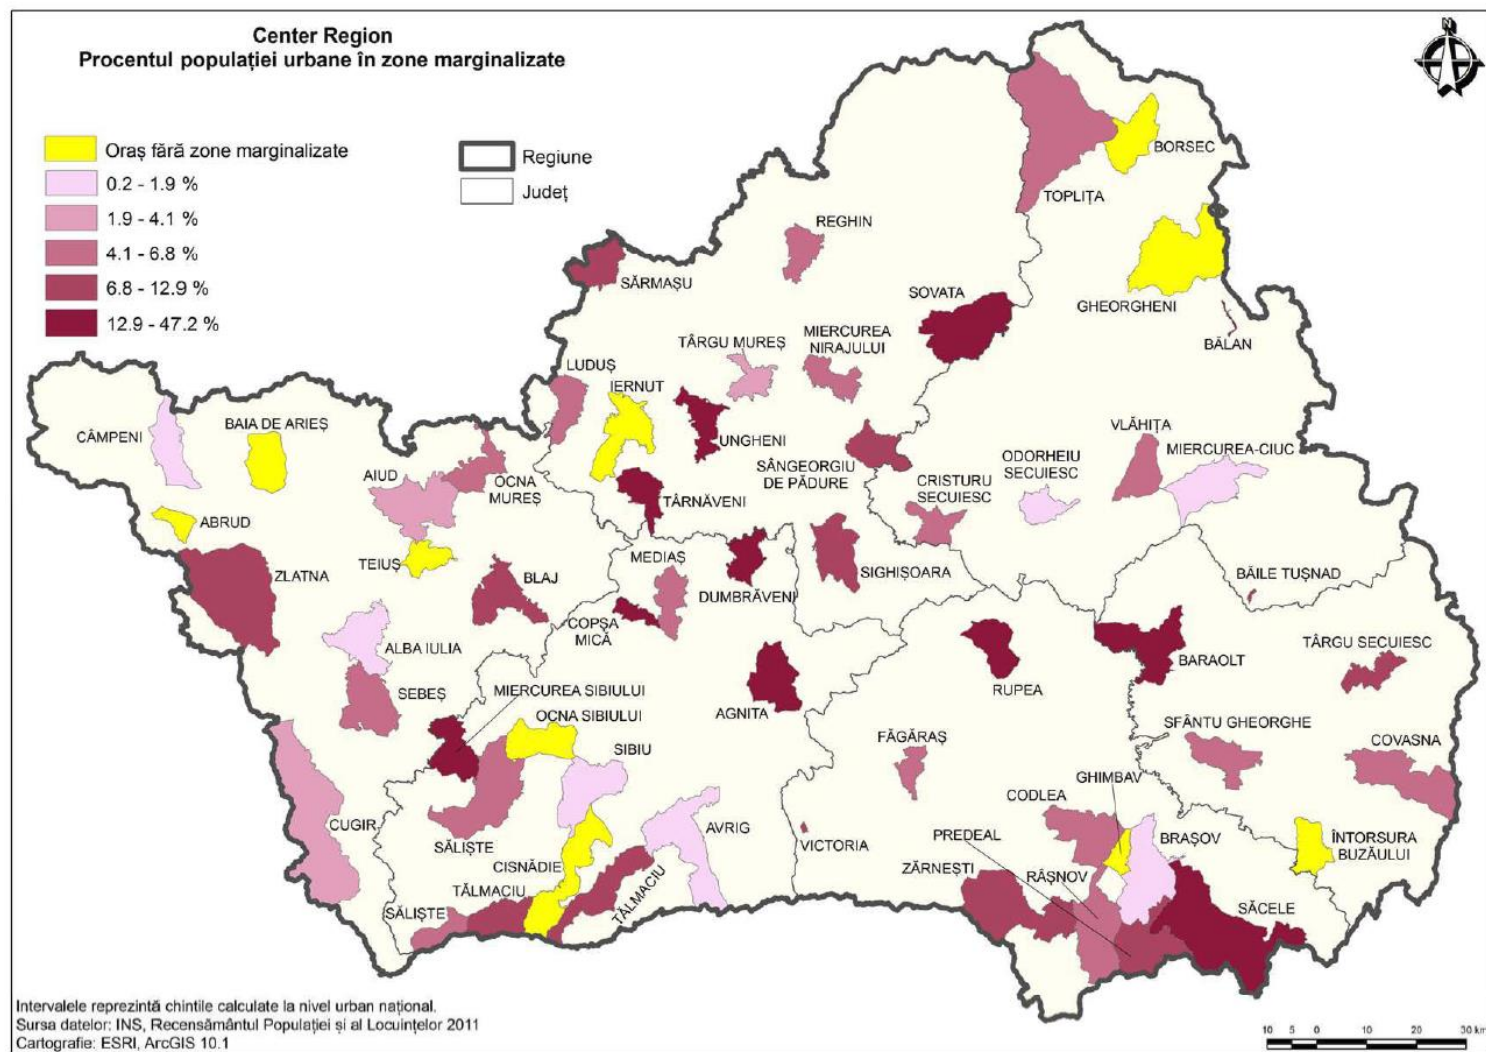 Center Region
Procentul populației urbane în zone marginalizate
Oraș fără zone marginalizate
0.2 - 1.9 %
1.9 - 4.1 %
4.1 - 6.8 %
6.8 - 12.9 %
12.9 - 47.2 %
Regiune
Județ
BORSEC
TOPLIȚA
REGHIN
SĂRMAȘU
SOVATA
GHEORGHENI
BĂLAN
TÂRGU MUREȘ
MIERCUREA
NIRAJULUI
LUDUȘ
IERNUT
UNGHENI
CÂMPENI
BAIA DE ARIEȘ
AIUD
OCNA
MUREȘ
SÂNGEORGIU
DE PĂDURE
CRISTURU
SECUIESC
ODORHEIU
SECUIESC
VLĂHIȚA
MIERCUREA-CIUC
TÂRNĂVENI
ABRUD
TEIUȘ
ZLATNA
BLAJ
MEDIAȘ
DUMBRĂVENI
SIGHIȘOARA
BĂILE TUȘNAD
COPȘA
MICĂ
ALBA IULIA
SEBEȘ
MIERCUREA SIBIULUI
OCNA SIBIULUI
SIBIU
AGNITA
RUPEA
BARAOLT
TÂRGU SECUIESC
SFÂNTU GHEORGHE
COVASNA
FĂGĂRAȘ
GHIMBAV
CODLEA
CUGIR
SĂLIȘTE
CISNĂDIE
AVRIG
VICTORIA
PREDEAL
ZĂRNEȘTI
RÂȘNOV
BRAȘOV
ÎNTORSURA
BUZĂULUI
TĂLMACIU
SĂLIȘTE
TĂLMACIU
SĂCELE
Intervalele reprezintă chintile calculate la nivel urban național.
Sursa datelor: INS, Recensământul Populației și al Locuințelor 2011
Cartografie: ESRI, ArcGIS 10.1
10 5 0 10 20 30 km